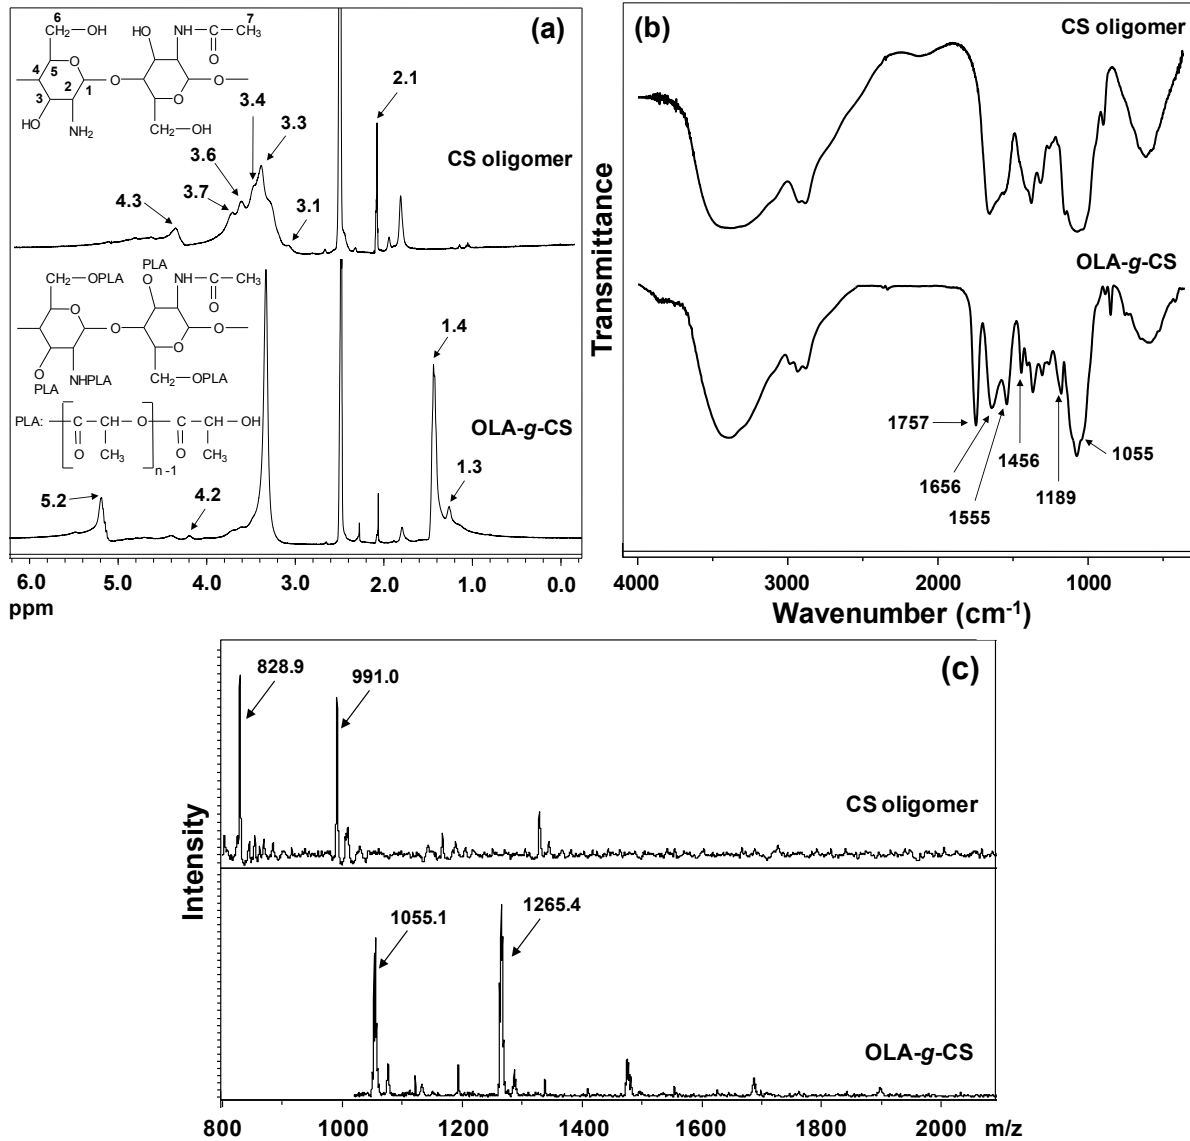 (a)
6
CH2—OH
HO
NH—C—CH3
7
O
4
5
O
O
3
2
1
O
O
HO
NH2
CH2—OH
2.1
3.4
3.3
3.6
CS oligomer
3.7
4.3
3.1
CH2—OPLA
PLA
O
NH—C—CH3
O
O
O
O
O
O
PLA
NHPLA
CH2—OPLA
1.4
PLA:
C—CH—O—C—CH—OH
O
CH3
O
CH3
n-1
OLA-g-CS
1.3
5.2
4.2
6.0 5.0 4.0 3.0 2.0 1.0 0.0
ppm
(b)
CS oligomer
OLA-g-CS
Transmittance
1757
1656
1555
1456
1189
1055
4000 3000 2000 1000
Wavenumber (cm-1)
(c)
828.9
991.0
CS oligomer
Intensity
1055.1
1265.4
OLA-g-CS
800 1000 1200 1400 1600 1800 2000 m/z